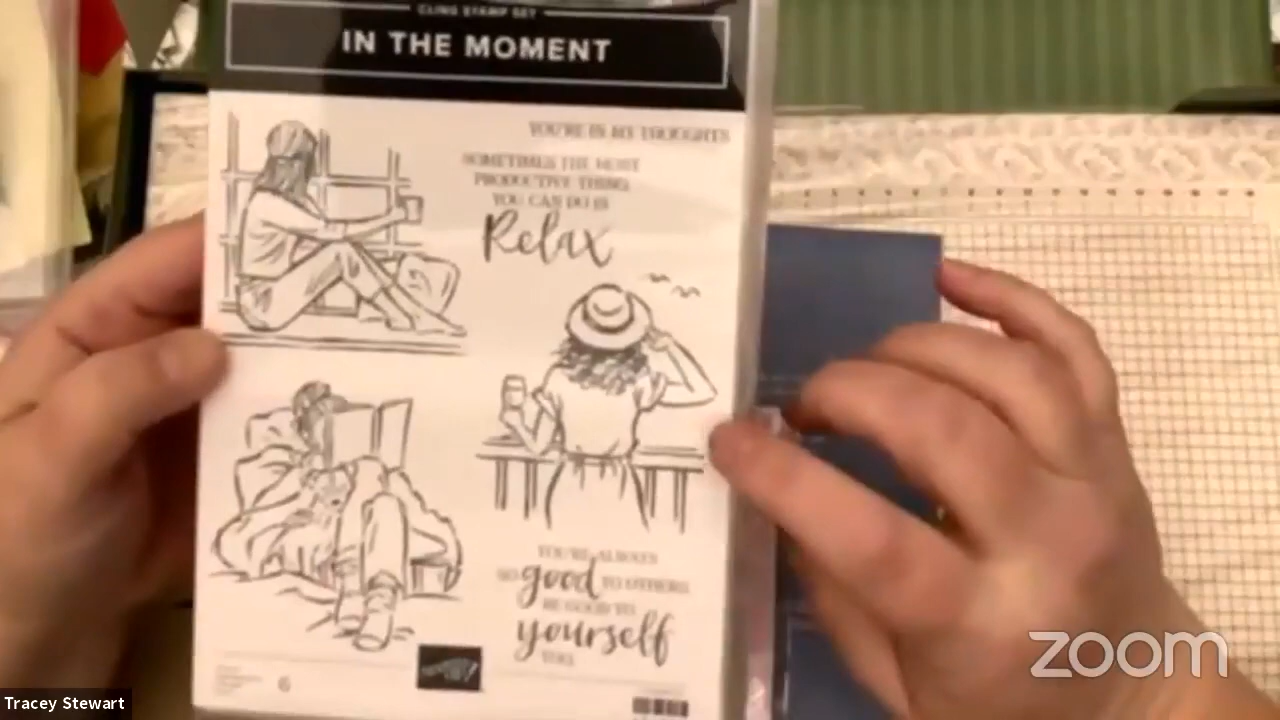 CLING STAMP SET
IN THE MOMENT
YOU'RE IN MY THOUGHTS
SOMETIMES THE MOST
PRODUCTIVE THING
YOU CAN DO IS
Relax
YOU'RE ALWAYS
SO good TO OTHERS
BE GOOD TO
yourself
TOO.
6
zoom
Tracey Stewart